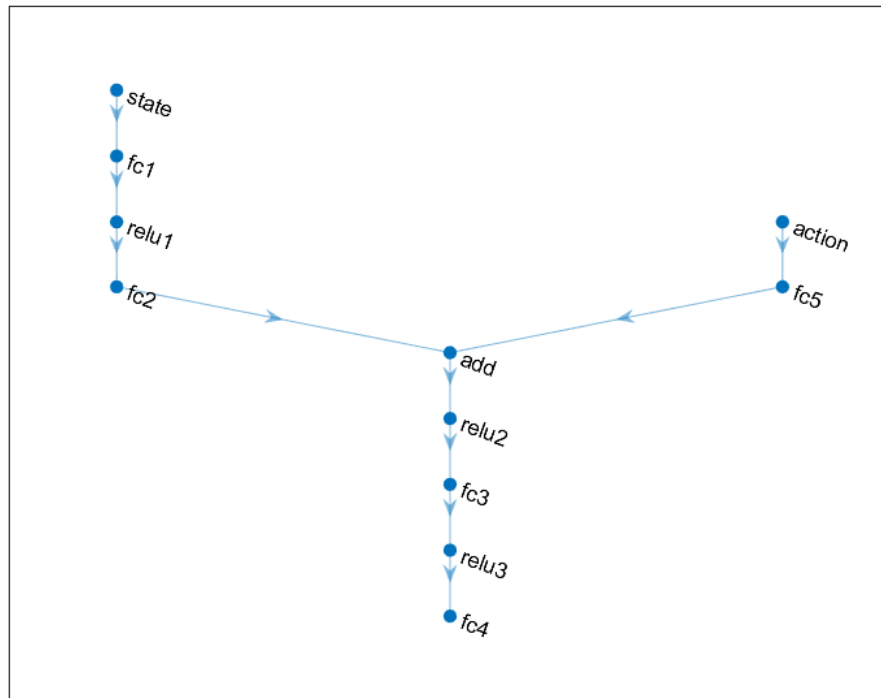 state
fc1
relu1
fc2
action
fc5
add
relu2
fc3
relu3
fc4